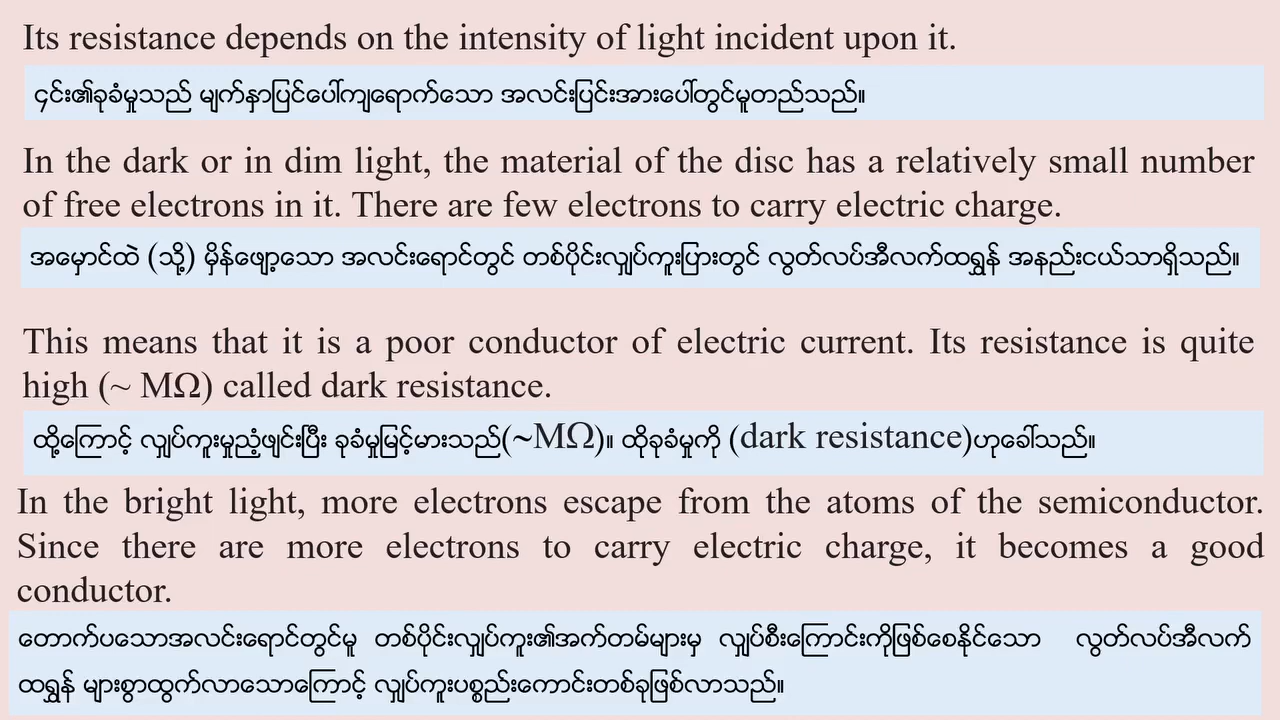 Its resistance depends on the intensity of light incident upon it.
၄င်း၏ခုခံမှုသည် မျက်နှာပြင်ပေါ်ကျရောက်သော အလင်းပြင်းအားပေါ်တွင်မူတည်သည်။
In the dark or in dim light, the material of the disc has a relatively small number
of free electrons in it. There are few electrons to carry electric charge.
အမှောင်ထဲ (သို့) မှိန်ဖျော့သော အလင်းရောင်တွင် တစ်ပိုင်းလျှပ်ကူးပြားတွင် လွတ်လပ်အီလက်ထရွန် အနည်းငယ်သာရှိသည်။
This means that it is a poor conductor of electric current. Its resistance is quite
high (~ MΩ) called dark resistance.
ထို့ကြောင့် လျှပ်ကူးမှုညံ့ဖျင်းပြီး ခုခံမှုမြင့်မားသည်(~MΩ)။ ထိုခုခံမှုကို (dark resistance)ဟုခေါ်သည်။
In the bright light, more electrons escape from the atoms of the semiconductor.
Since there are more electrons to carry electric charge, it becomes a good
conductor.
တောက်ပသောအလင်းရောင်တွင်မူ တစ်ပိုင်းလျှပ်ကူး၏အက်တမ်များမှ လျှပ်စီးကြောင်းကိုဖြစ်စေနိုင်သော လွတ်လပ်အီလက်
ထရွန် များစွာထွက်လာသောကြောင့် လျှပ်ကူးပစ္စည်းကောင်းတစ်ခုဖြစ်လာသည်။